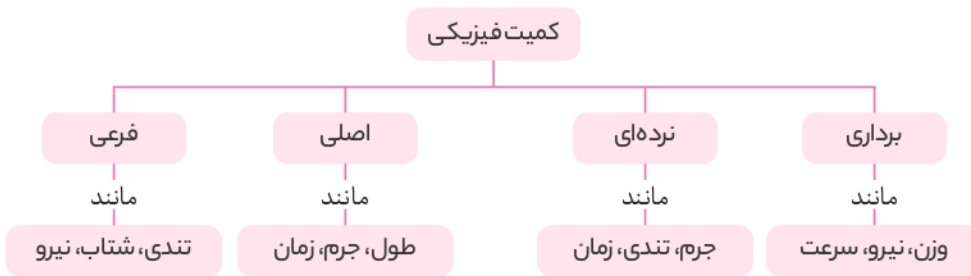 کمیت فیزیکی
برداری
نرده‌ای
اصلی
فرعی
مانند
مانند
مانند
مانند
وزن، نیرو، سرعت
جرم، تندی، زمان
طول، جرم، زمان
تندی، شتاب، نیرو